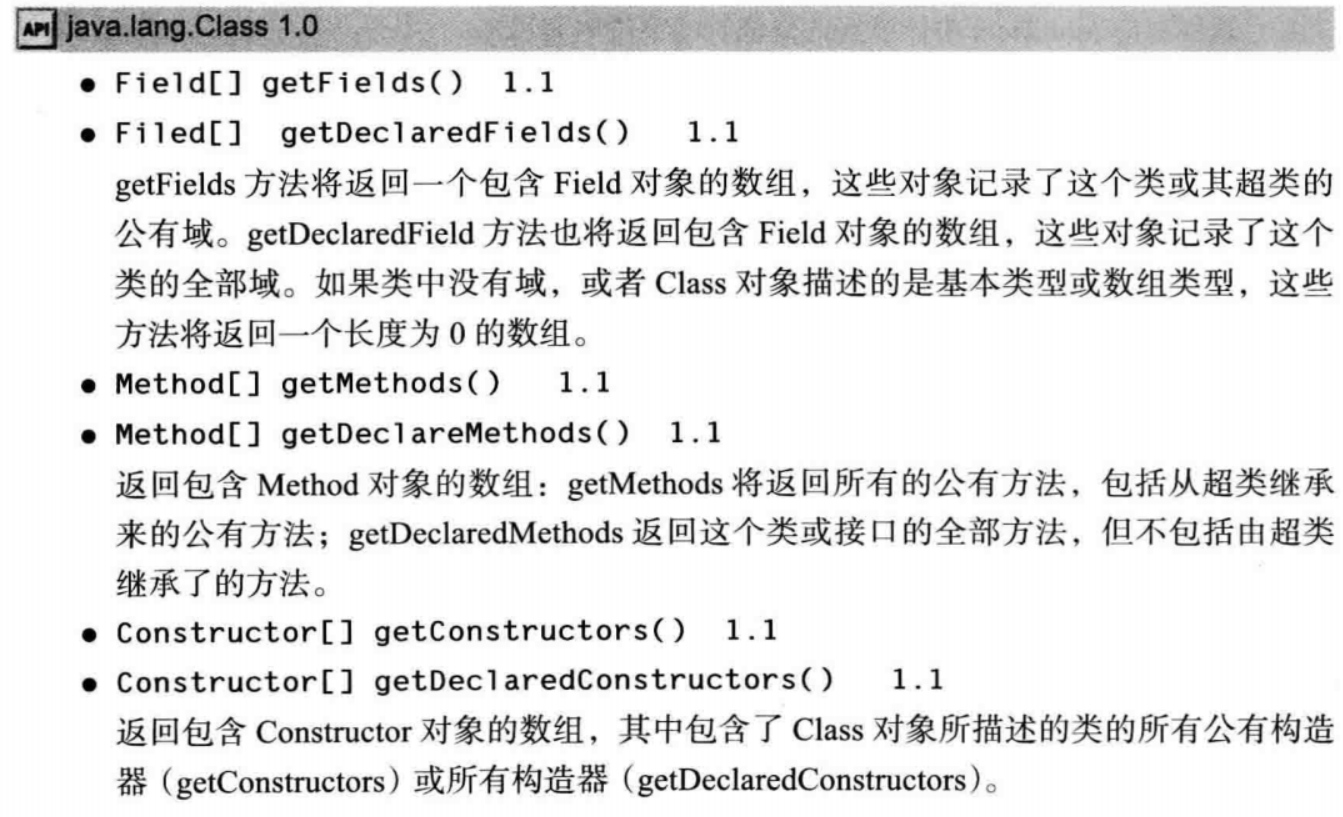 API java.lang.Class 1.0
● Field[] getFields() 1.1
● Filed[] getDeclaredFields() 1.1
getFields 方法将返回一个包含 Field 对象的数组，这些对象记录了这个类或其超类的
公有域。getDeclaredField 方法也将返回包含 Field 对象的数组，这些对象记录了这个
类的全部域。如果类中没有域，或者 Class 对象描述的是基本类型或数组类型，这些
方法将返回一个长度为 0 的数组。
● Method[] getMethods() 1.1
● Method[] getDeclareMethods() 1.1
返回包含 Method 对象的数组：getMethods 将返回所有的公有方法，包括从超类继承
来的公有方法；getDeclaredMethods 返回这个类或接口的全部方法，但不包括由超类
继承了的方法。
● Constructor[] getConstructors() 1.1
● Constructor[] getDeclaredConstructors() 1.1
返回包含 Constructor 对象的数组，其中包含了 Class 对象所描述的类的所有公有构造
器（getConstructors）或所有构造器（getDeclaredConstructors）。